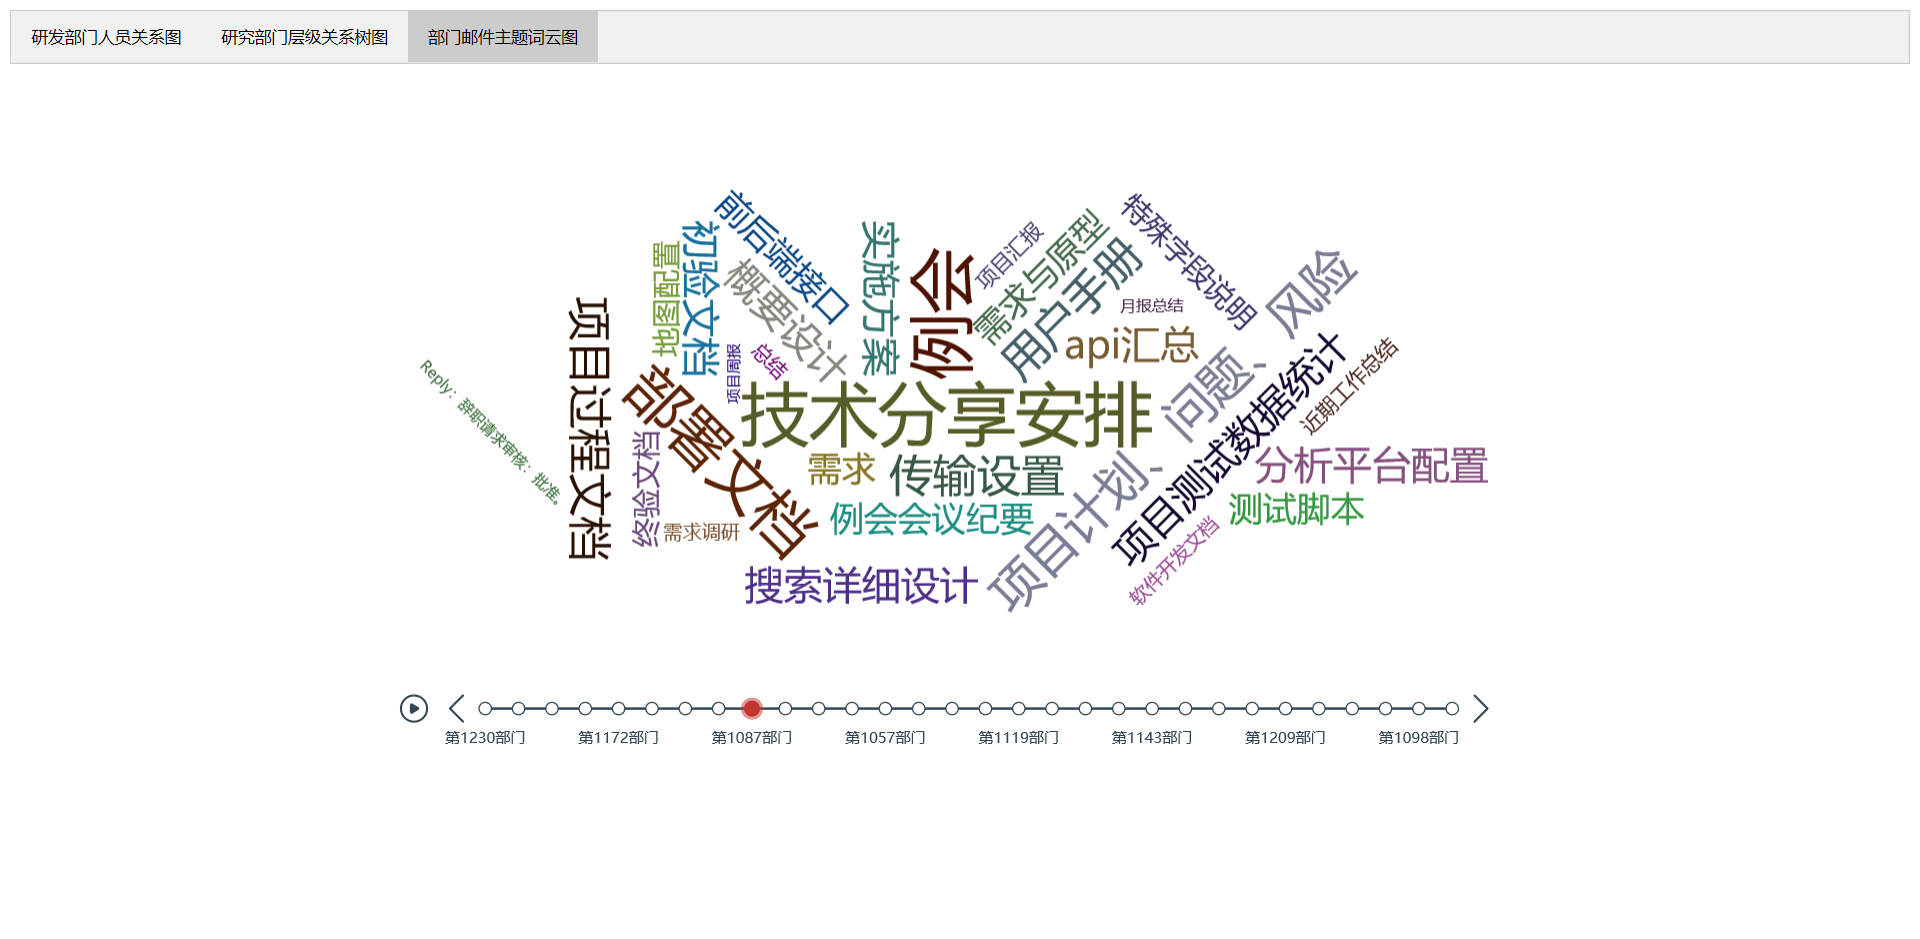 研发部门人员关系图
研究部门层级关系树图
部门邮件主题词云图
前后端接口
特殊字段说明
初验文档
实施方案
例会
项目汇报
需求与原型
用户手册
地图配置
概要设计
月报总结
风险
api汇总
项目周报
总结
项目过程文档
Reply：辞职请求审核：批准。
部署文档
技术分享安排
项目计划、问题、风险
项目测试数据统计
近期工作总结
终验文档
需求
传输设置
分析平台配置
需求调研
例会会议纪要
测试脚本
软件开发文档
搜索详细设计
第1230部门
第1172部门
第1087部门
第1057部门
第1119部门
第1143部门
第1209部门
第1098部门